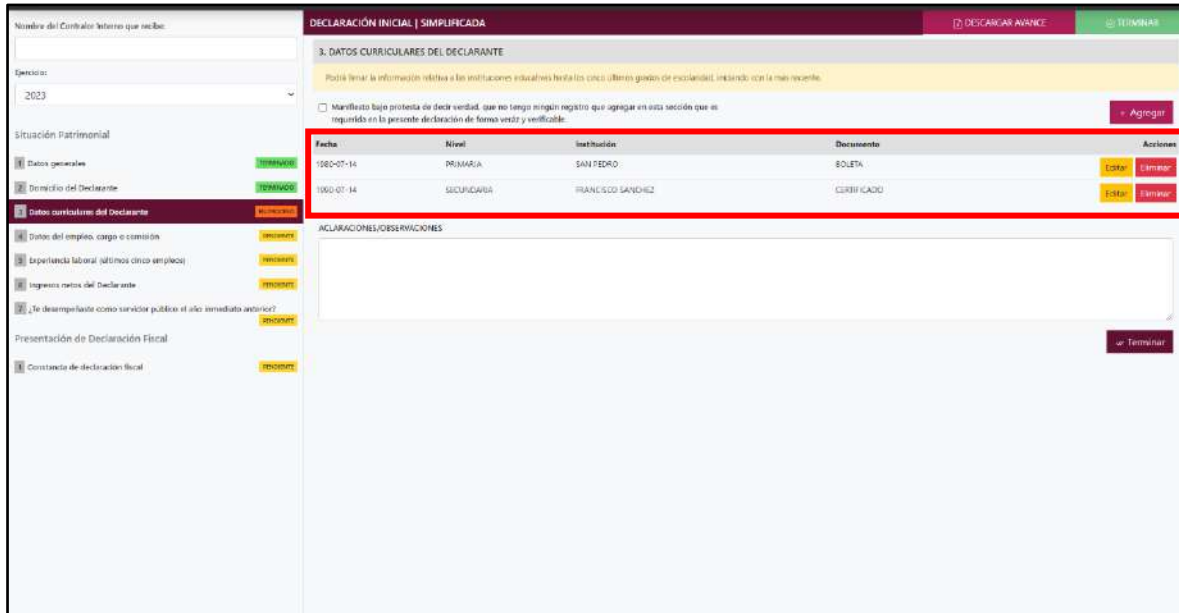 Nombre del Contralor Interno que recibe:
Ejercicio:
2023
Situación Patrimonial
1 Datos generales TERMINADO
2 Domicilio del Declarante TERMINADO
3 Datos curriculares del Declarante
4 Datos del empleo, cargo o comisión PENDIENTE
5 Experiencia laboral (últimos cinco empleos) PENDIENTE
6 Ingresos netos del Declarante PENDIENTE
7 ¿Te desempeñaste como servidor público el año inmediato anterior?
PENDIENTE
Presentación de Declaración Fiscal
1 Constancia de declaración fiscal PENDIENTE
DECLARACIÓN INICIAL | SIMPLIFICADA
DESCARGAR AVANCE
TERMINAR
3. DATOS CURRICULARES DEL DECLARANTE
Podrá llenar la información relativa a las instituciones educativas hasta los cinco últimos grados de escolaridad, iniciando con la más reciente.
Manifiesto bajo protesta de decir verdad, que no tengo ningún registro que agregar en esta sección que es
requerida en la presente declaración de forma veráz y verificable.
+ Agregar
Fecha Nivel Institución Documento Acciones
1980-07-14 PRIMARIA SAN PEDRO BOLETA Editar Eliminar
1990-07-14 SECUNDARIA FRANCISCO SANCHEZ CERTIFICADO Editar Eliminar
ACLARACIONES/OBSERVACIONES
Terminar